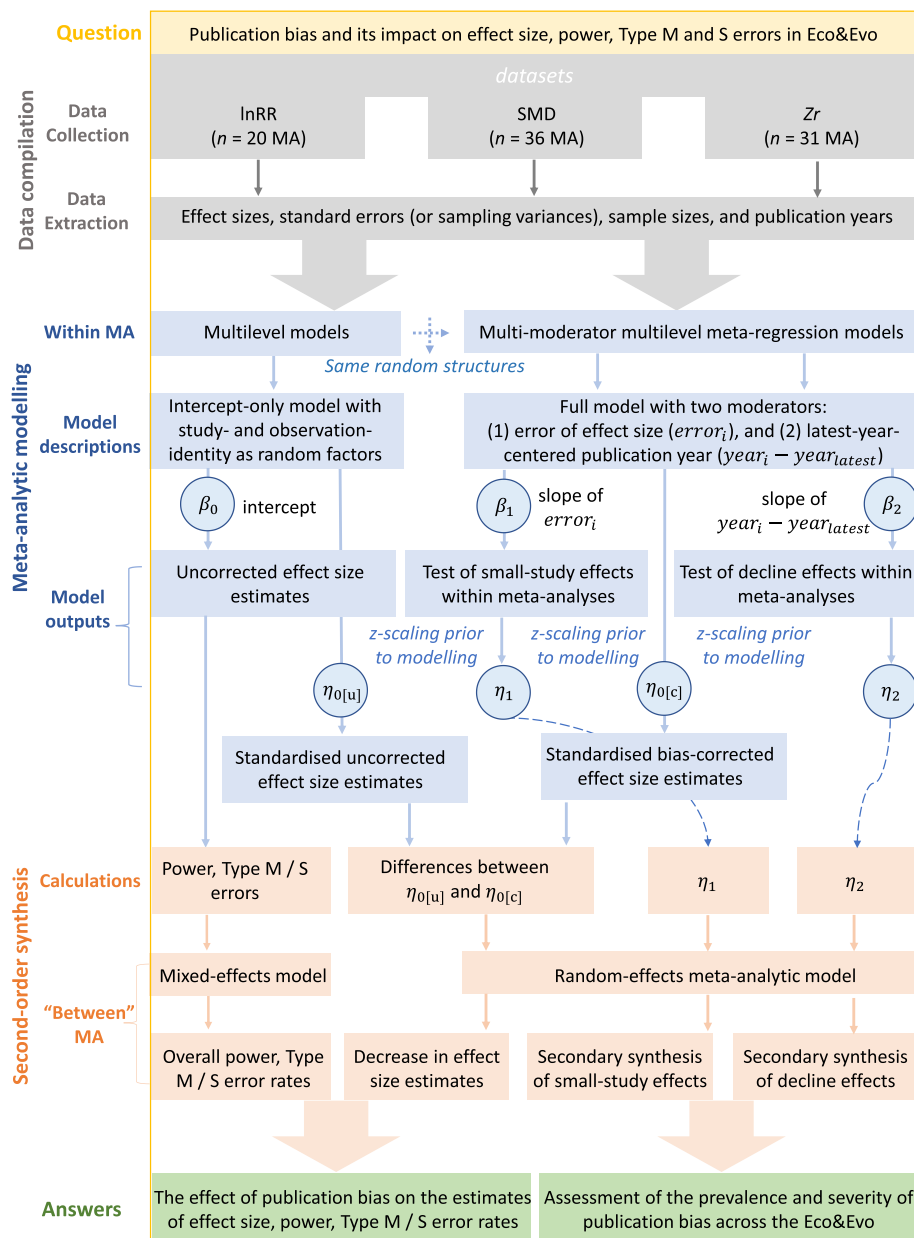 Question
Publication bias and its impact on effect size, power, Type M and S errors in Eco&Evo
datasets
Data compilation
Data
Collection
lnRR
(n = 20 MA)
SMD
(n = 36 MA)
Zr
(n = 31 MA)
Data
Extraction
Effect sizes, standard errors (or sampling variances), sample sizes, and publication years
Meta-analytic modelling
Within MA
Multilevel models
Multi-moderator multilevel meta-regression models
Same random structures
Model
descriptions
Intercept-only model with
study- and observation-
identity as random factors
Full model with two moderators:
(1) error of effect size (error_i), and (2) latest-year-
centered publication year (year_i − year_latest)
β0
intercept
β1
slope of
error_i
slope of
year_i − year_latest
β2
Model
outputs
Uncorrected effect size
estimates
Test of small-study effects
within meta-analyses
Test of decline effects within
meta-analyses
z-scaling prior
to modelling
z-scaling prior
to modelling
z-scaling prior
to modelling
η0[u]
η1
η0[c]
η2
Standardised uncorrected
effect size estimates
Standardised bias-corrected
effect size estimates
Second-order synthesis
Calculations
Power, Type M / S
errors
Differences between
η0[u] and η0[c]
η1
η2
“Between”
MA
Mixed-effects model
Random-effects meta-analytic model
Overall power, Type
M / S error rates
Decrease in effect
size estimates
Secondary synthesis
of small-study effects
Secondary synthesis
of decline effects
Answers
The effect of publication bias on the estimates
of effect size, power, Type M / S error rates
Assessment of the prevalence and severity of
publication bias across the Eco&Evo